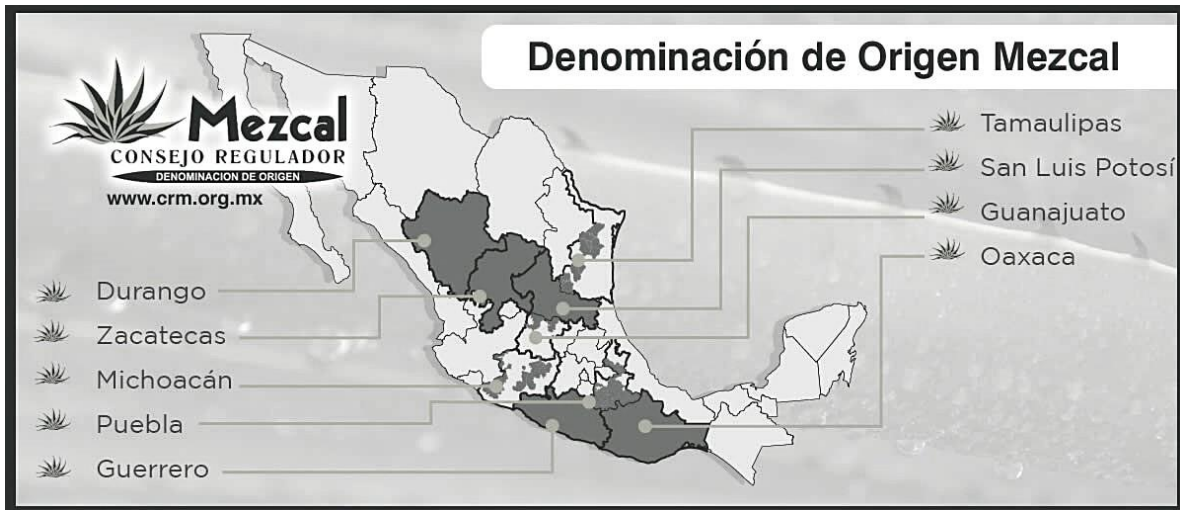 Denominación de Origen Mezcal
Mezcal
CONSEJO REGULADOR
DENOMINACION DE ORIGEN
www.crm.org.mx
Tamaulipas
San Luis Potosí
Guanajuato
Oaxaca
Durango
Zacatecas
Michoacán
Puebla
Guerrero